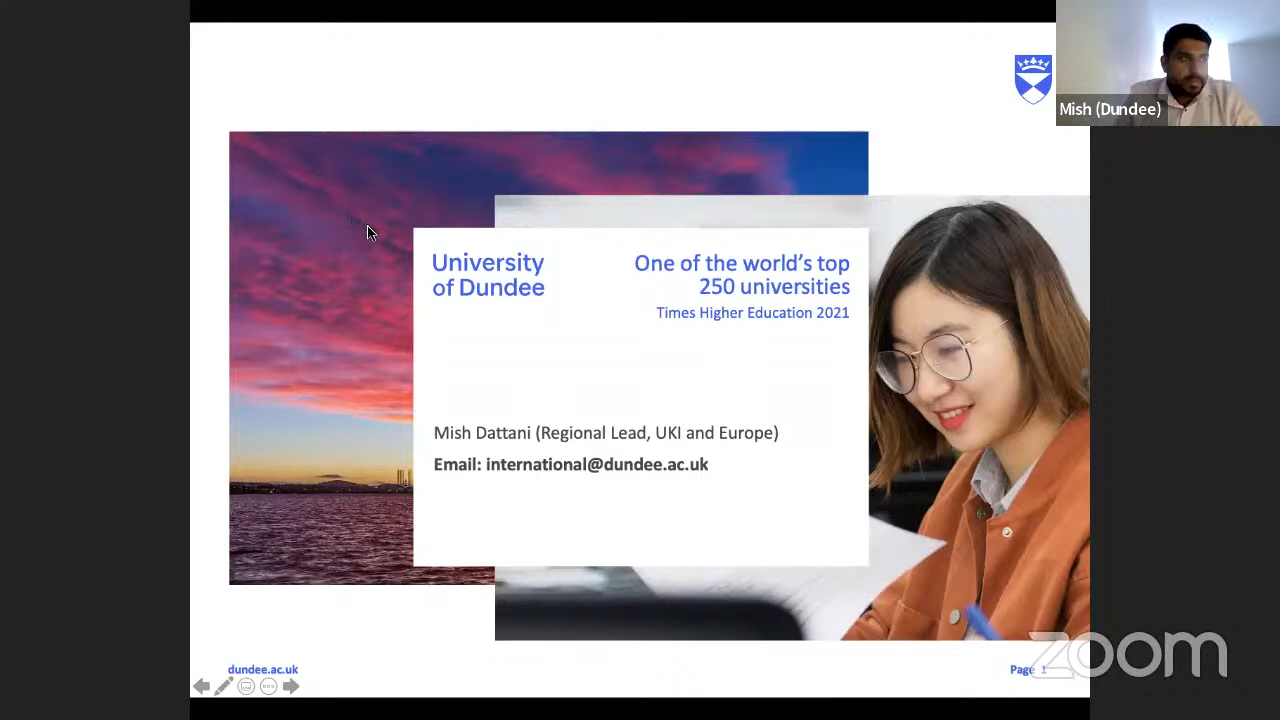 Mish (Dundee)
University
of Dundee
One of the world's top
250 universities
Times Higher Education 2021
Mish Dattani (Regional Lead, UKI and Europe)
Email: international@dundee.ac.uk
dundee.ac.uk
Page 1
zoom